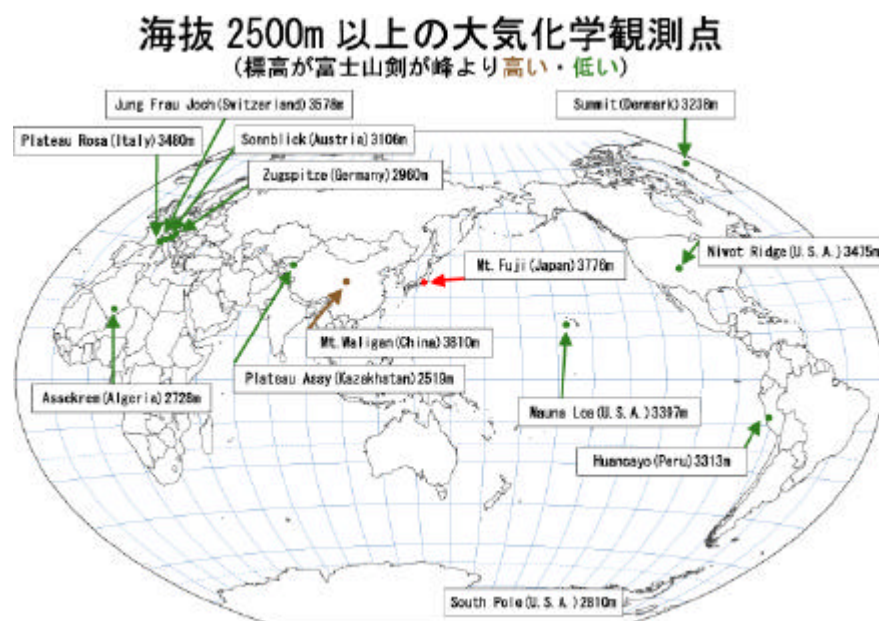 海抜 2500m 以上の大気化学観測点
(標高が富士山剣が峰より高い・低い)
Jung Frau Joch(Switzerland) 3578m
Summit(Denmark) 3238m
Plateau Rosa(Italy) 3480m
Sonnblick(Austria) 3106m
Zugspitze(Germany) 2960m
Niwot Ridge(U.S.A.) 3475m
Mt. Fuji(Japan) 3776m
Mt. Waligan(China) 3810m
Plateau Assy(Kazakhatan) 2519m
Assekrem(Algeria) 2728m
Mauna Loa(U.S.A.) 3397m
Huancayo(Peru) 3313m
South Pole(U.S.A.) 2810m